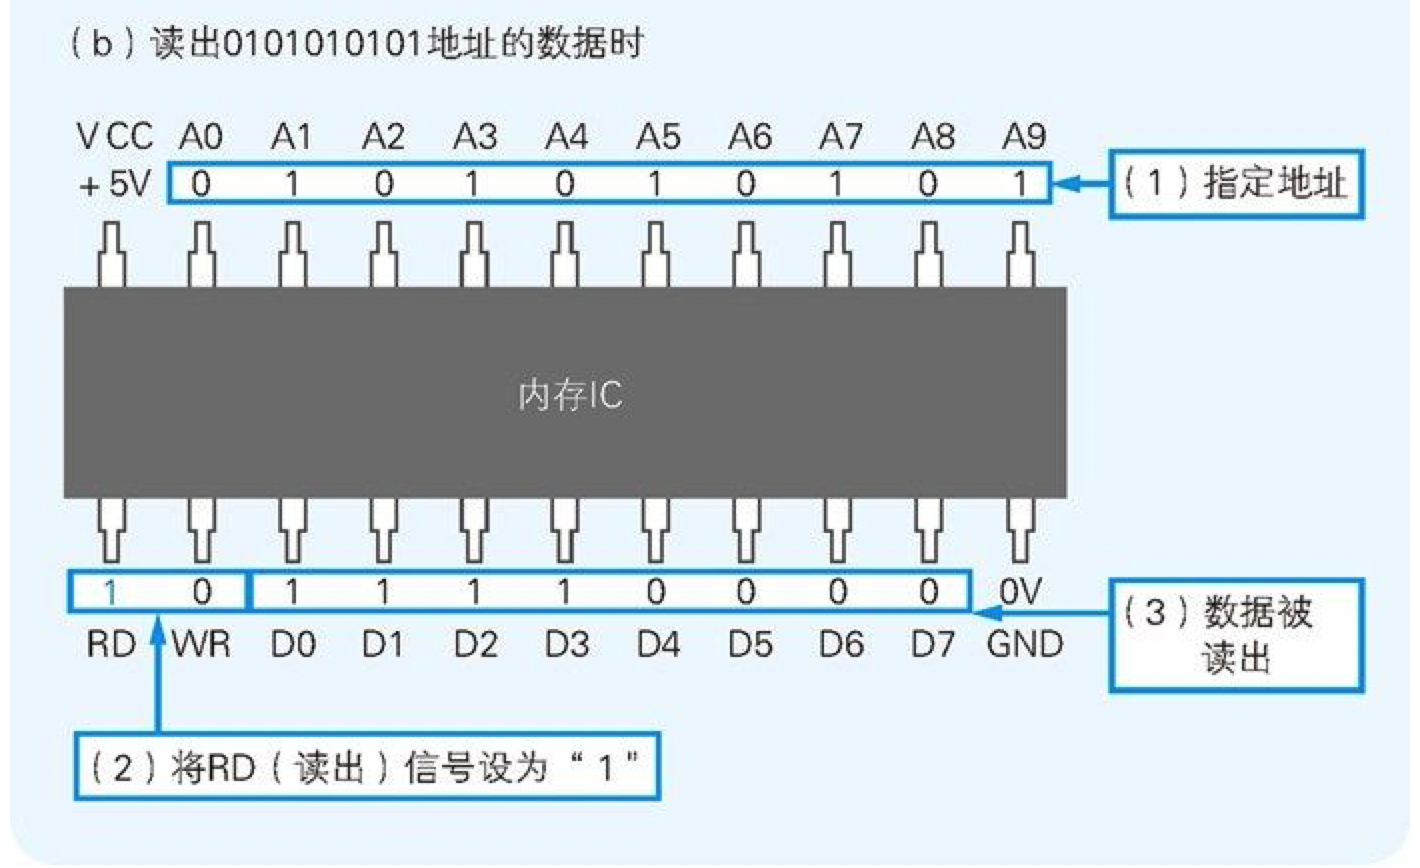 （b）读出0101010101地址的数据时
VCC A0 A1 A2 A3 A4 A5 A6 A7 A8 A9
+5V 0 1 0 1 0 1 0 1 0 1
（1）指定地址
内存IC
1 0 1 1 1 1 0 0 0 0 0V
RD WR D0 D1 D2 D3 D4 D5 D6 D7 GND
（3）数据被
读出
（2）将RD（读出）信号设为“1”